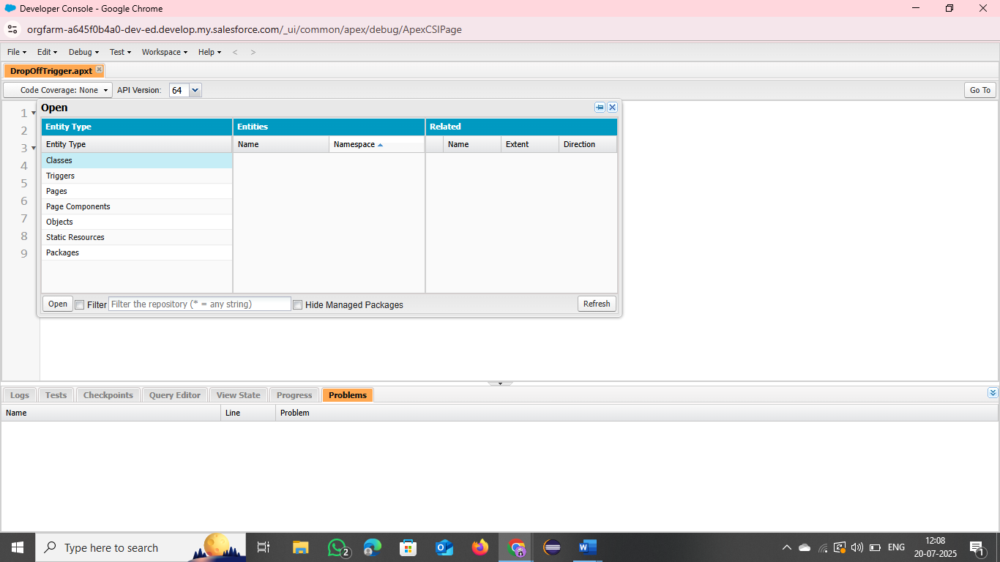 Developer Console - Google Chrome
orgfarm-a645f0b4a0-dev-ed.develop.my.salesforce.com/_ui/common/apex/debug/ApexCSIPage
File Edit Debug Test Workspace Help < >
DropOffTrigger.apxt
Code Coverage: None API Version: 64 Go To
Open
Entity Type Entities Related
Entity Type Name Namespace Name Extent Direction
Classes
Triggers
Pages
Page Components
Objects
Static Resources
Packages
Open Filter Filter the repository (* = any string) Hide Managed Packages Refresh
1
2
3
4
5
6
7
8
9
Logs Tests Checkpoints Query Editor View State Progress Problems
Name Line Problem
Type here to search 2 ENG 12:08
20-07-2025 1